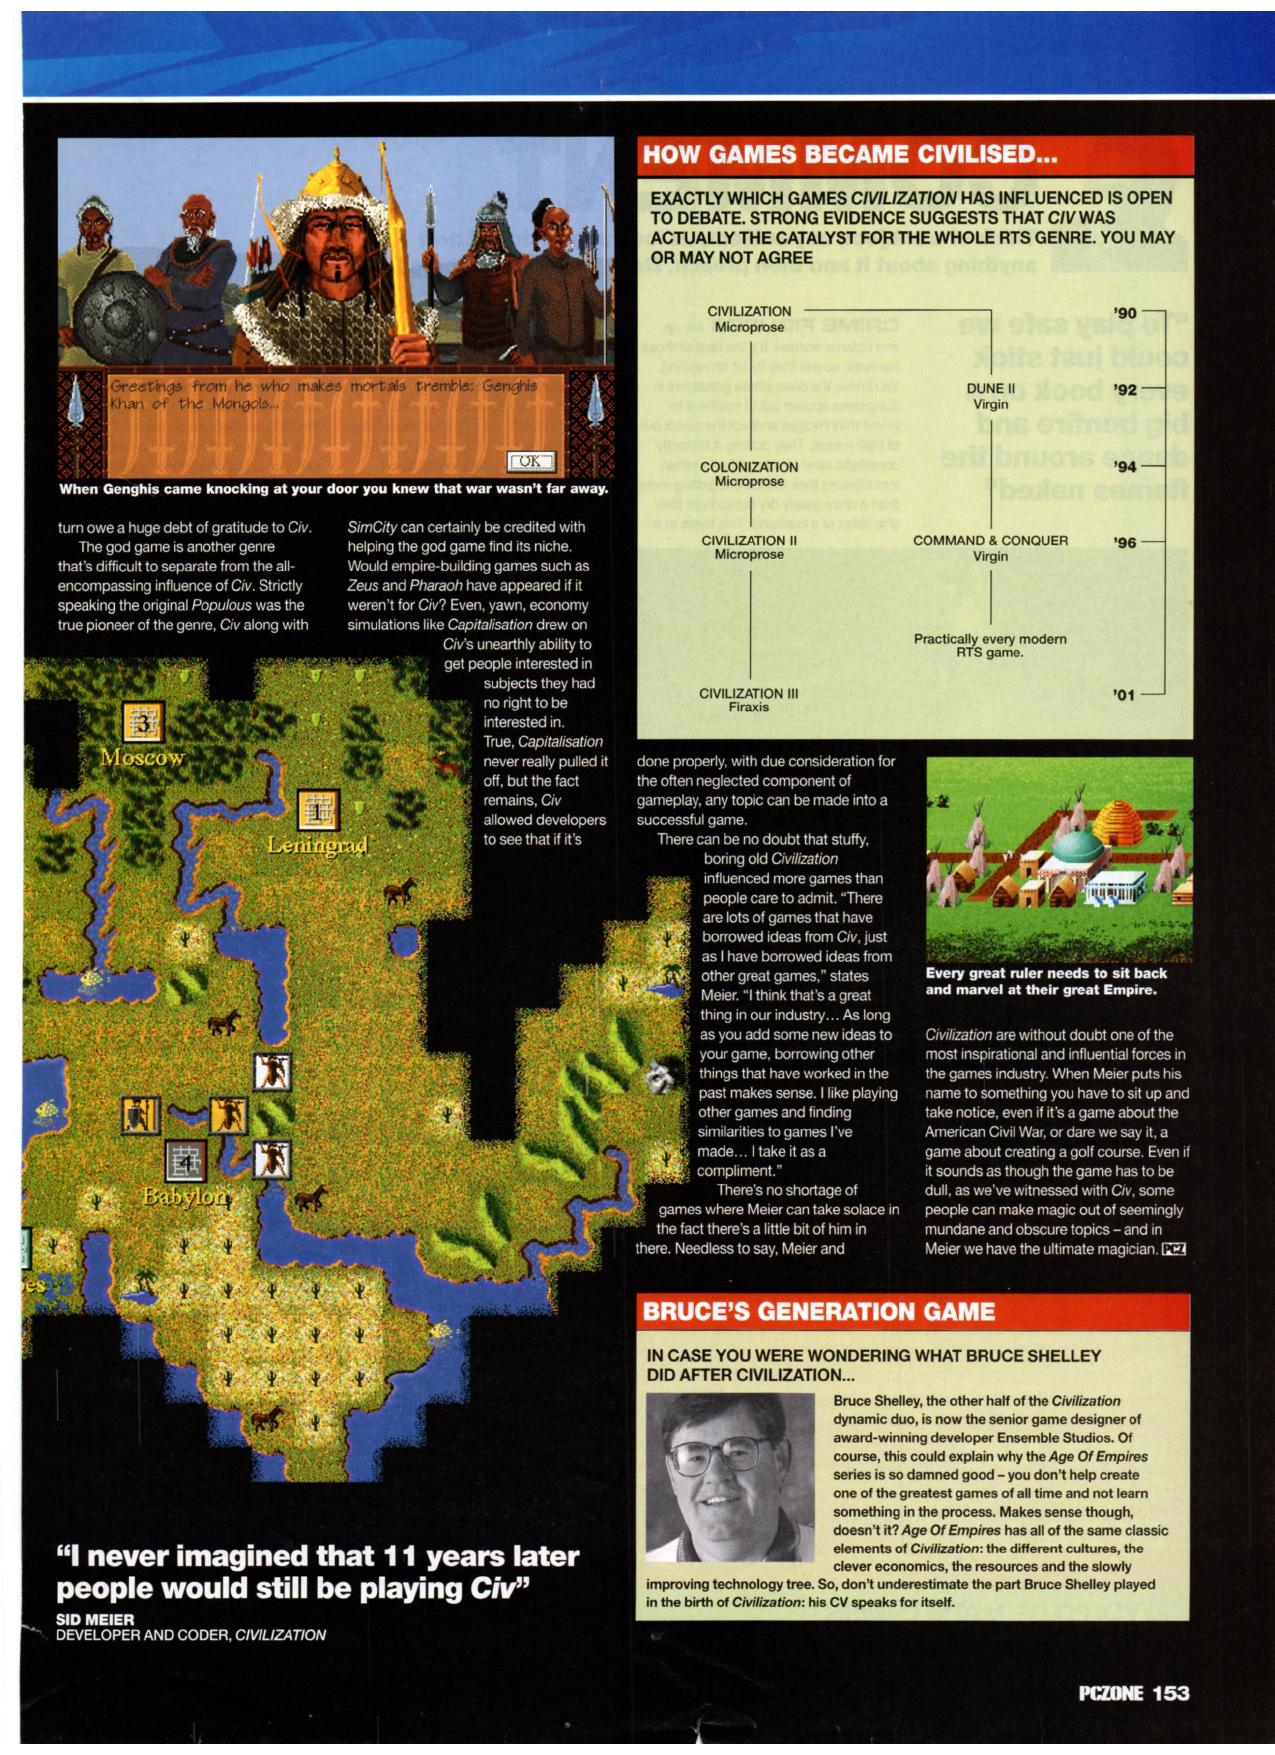 Greetings from he who makes mortals tremble: Genghis
Khan of the Mongols...
OK
When Genghis came knocking at your door you knew that war wasn't far away.
turn owe a huge debt of gratitude to Civ.
The god game is another genre
that's difficult to separate from the all-
encompassing influence of Civ. Strictly
speaking the original Populous was the
true pioneer of the genre, Civ along with
SimCity can certainly be credited with
helping the god game find its niche.
Would empire-building games such as
Zeus and Pharaoh have appeared if it
weren't for Civ? Even, yawn, economy
simulations like Capitalisation drew on
Civ's unearthly ability to
get people interested in
subjects they had
no right to be
interested in.
True, Capitalisation
never really pulled it
off, but the fact
remains, Civ
allowed developers
to see that if it's
3
Moscow
1
Leningrad
4
Babylon
es
"I never imagined that 11 years later
people would still be playing Civ"
SID MEIER
DEVELOPER AND CODER, CIVILIZATION
HOW GAMES BECAME CIVILISED...
EXACTLY WHICH GAMES CIVILIZATION HAS INFLUENCED IS OPEN
TO DEBATE. STRONG EVIDENCE SUGGESTS THAT CIV WAS
ACTUALLY THE CATALYST FOR THE WHOLE RTS GENRE. YOU MAY
OR MAY NOT AGREE
CIVILIZATION
Microprose
'90
DUNE II
Virgin
'92
COLONIZATION
Microprose
'94
CIVILIZATION II
Microprose
COMMAND & CONQUER
Virgin
'96
Practically every modern
RTS game.
CIVILIZATION III
Firaxis
'01
done properly, with due consideration for
the often neglected component of
gameplay, any topic can be made into a
successful game.
There can be no doubt that stuffy,
boring old Civilization
influenced more games than
people care to admit. "There
are lots of games that have
borrowed ideas from Civ, just
as I have borrowed ideas from
other great games," states
Meier. "I think that's a great
thing in our industry... As long
as you add some new ideas to
your game, borrowing other
things that have worked in the
past makes sense. I like playing
other games and finding
similarities to games I've
made... I take it as a
compliment."
There's no shortage of
games where Meier can take solace in
the fact there's a little bit of him in
there. Needless to say, Meier and
Every great ruler needs to sit back
and marvel at their great Empire.
Civilization are without doubt one of the
most inspirational and influential forces in
the games industry. When Meier puts his
name to something you have to sit up and
take notice, even if it's a game about the
American Civil War, or dare we say it, a
game about creating a golf course. Even if
it sounds as though the game has to be
dull, as we've witnessed with Civ, some
people can make magic out of seemingly
mundane and obscure topics – and in
Meier we have the ultimate magician. PCZ
BRUCE'S GENERATION GAME
IN CASE YOU WERE WONDERING WHAT BRUCE SHELLEY
DID AFTER CIVILIZATION...
Bruce Shelley, the other half of the Civilization
dynamic duo, is now the senior game designer of
award-winning developer Ensemble Studios. Of
course, this could explain why the Age Of Empires
series is so damned good – you don't help create
one of the greatest games of all time and not learn
something in the process. Makes sense though,
doesn't it? Age Of Empires has all of the same classic
elements of Civilization: the different cultures, the
clever economics, the resources and the slowly
improving technology tree. So, don't underestimate the part Bruce Shelley played
in the birth of Civilization: his CV speaks for itself.
PCZONE 153